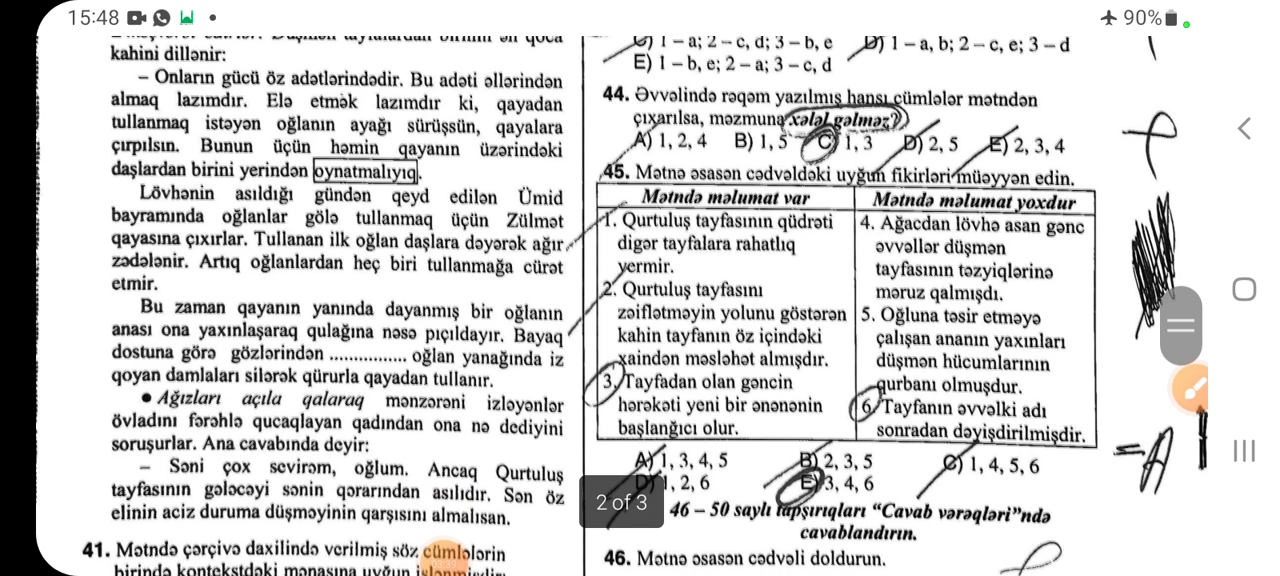 15:48
90%
kahini dillənir:
– Onların gücü öz adətlərindədir. Bu adəti əllərindən
almaq lazımdır. Elə etmək lazımdır ki, qayadan
tullanmaq istəyən oğlanın ayağı sürüşsün, qayalara
çırpılsın. Bunun üçün həmin qayanın üzərindəki
daşlardan birini yerindən oynatmalıyıq.
Lövhənin asıldığı gündən qeyd edilən Ümid
bayramında oğlanlar gölə tullanmaq üçün Zülmət
qayasına çıxırlar. Tullanan ilk oğlan daşlara dəyərək ağır
zədələnir. Artıq oğlanlardan heç biri tullanmağa cürət
etmir.
Bu zaman qayanın yanında dayanmış bir oğlanın
anası ona yaxınlaşaraq qulağına nəsə pıçıldayır. Bayaq
dostuna görə gözlərindən ................ oğlan yanağında iz
qoyan damlaları silərək qürurla qayadan tullanır.
● Ağızları açıla qalaraq mənzərəni izləyənlər
övladını fərəhlə qucaqlayan qadından ona nə dediyini
soruşurlar. Ana cavabında deyir:
– Səni çox sevirəm, oğlum. Ancaq Qurtuluş
tayfasının gələcəyi sənin qərarından asılıdır. Sən öz
elinin aciz duruma düşməyinin qarşısını almalısan.
41. Mətndə çərçivə daxilində verilmiş söz cümlələrin
birində kontekstdəki mənasına uyğun
C) 1 – a; 2 – c, d; 3 – b, e D) 1 – a, b; 2 – c, e; 3 – d
E) 1 – b, e; 2 – a; 3 – c, d
44. Əvvəlində rəqəm yazılmış hansı cümlələr mətndən
çıxarılsa, məzmuna xələl gəlməz?
A) 1, 2, 4 B) 1, 5 C) 1, 3 D) 2, 5 E) 2, 3, 4
45. Mətnə əsasən cədvəldəki uyğun fikirləri müəyyən edin.
Mətndə məlumat var
1. Qurtuluş tayfasının qüdrəti
digər tayfalara rahatlıq
vermir.
2. Qurtuluş tayfasını
zəiflətməyin yolunu göstərən
kahin tayfanın öz içindəki
xaindən məsləhət almışdır.
3. Tayfadan olan gəncin
hərəkəti yeni bir ənənənin
başlanğıcı olur.
Mətndə məlumat yoxdur
4. Ağacdan lövhə asan gənc
əvvəllər düşmən
tayfasının təzyiqlərinə
məruz qalmışdı.
5. Oğluna təsir etməyə
çalışan ananın yaxınları
düşmən hücumlarının
qurbanı olmuşdur.
6. Tayfanın əvvəlki adı
sonradan dəyişdirilmişdir.
A) 1, 3, 4, 5 B) 2, 3, 5 C) 1, 4, 5, 6
D) 1, 2, 6 E) 3, 4, 6
2 of 3
46 – 50 saylı tapşırıqları “Cavab vərəqləri”ndə
cavablandırın.
46. Mətnə əsasən cədvəli doldurun.